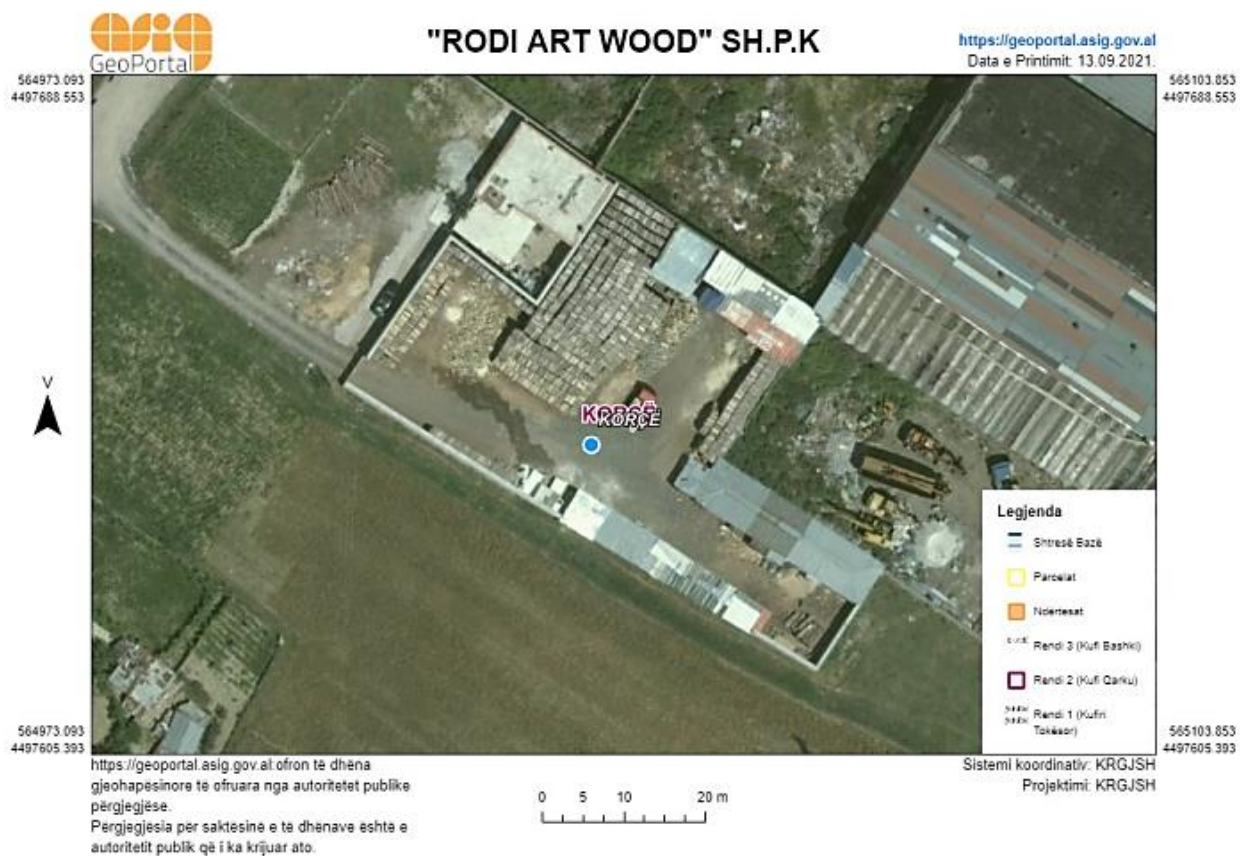 asig
GeoPortal
"RODI ART WOOD" SH.P.K
https://geoportal.asig.gov.al
Data e Printimit: 13.09.2021.
564973.093
4497688.553
565103.853
4497688.553
V
KORÇË
KORÇË
Legjenda
Shtresë Bazë
Parcelat
Ndërtesat
Rendi 3 (Kufi Bashki)
Rendi 2 (Kufi Qarku)
Rendi 1 (Kufiri
Tokësor)
564973.093
4497605.393
565103.853
4497605.393
https://geoportal.asig.gov.al ofron të dhëna
gjeohapësinore të ofruara nga autoritetet publike
përgjegjëse.
Përgjegjësia për saktësinë e të dhënave është e
autoritetit publik që i ka krijuar ato.
0 5 10 20 m
Sistemi koordinativ: KRGJSH
Projektimi: KRGJSH